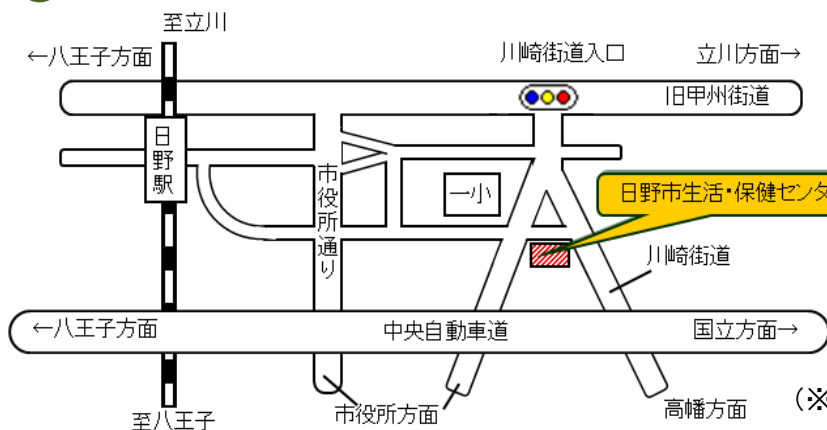 至立川
←八王子方面
川崎街道入口
立川方面→
旧甲州街道
日野駅
市役所通り
一小
日野市生活・保健センタ
川崎街道
←八王子方面
中央自動車道
国立方面→
至八王子
市役所方面
高幡方面
(※